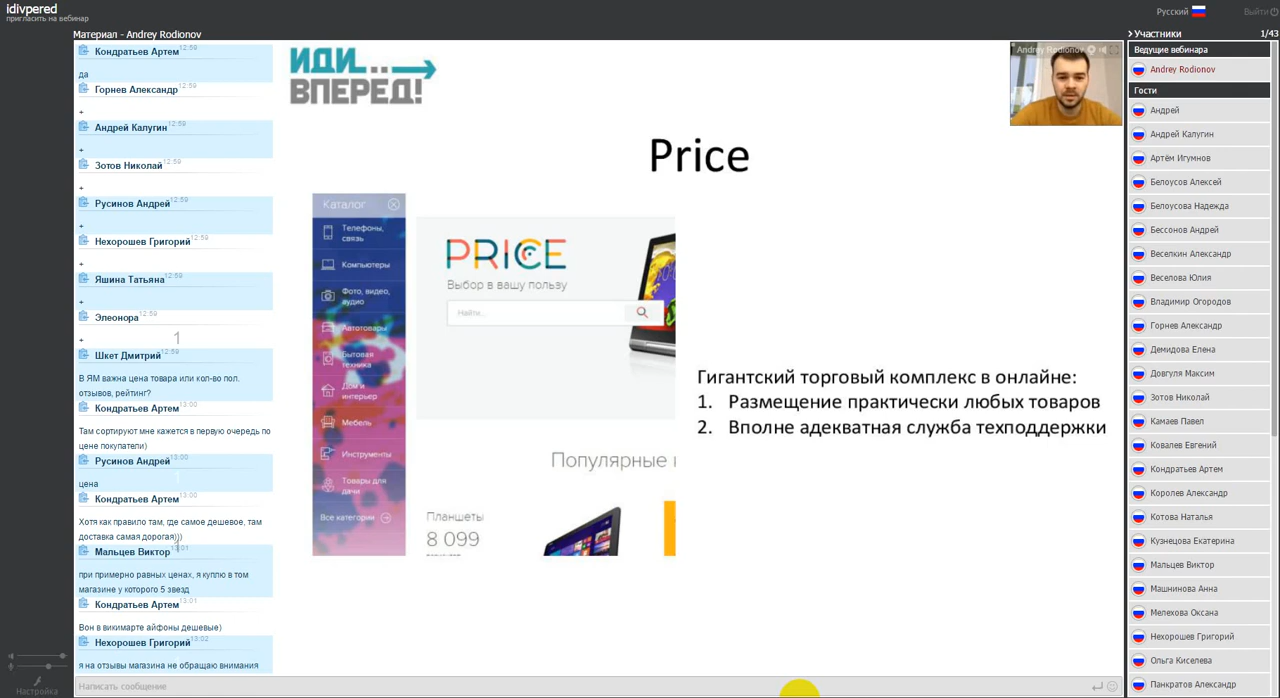 idivpered
пригласить на вебинар
Русский
Выйти
Материал - Andrey Rodionov
Кондратьев Артем 12:59
да
Горнев Александр 12:59
+
Андрей Калугин 12:59
+
Зотов Николай 12:59
+
Русинов Андрей 12:59
+
Нехорошев Григорий 12:59
+
Яшина Татьяна 12:59
+
Элеонора 12:59
+
1
Шкет Дмитрий 12:59
В ЯМ важна цена товара или кол-во пол.
отзывов, рейтинг?
Кондратьев Артем 13:00
Там сортируют мне кажется в первую очередь по
цене покупатели)
Русинов Андрей 13:00
цена
Кондратьев Артем 13:00
Хотя как правило там, где самое дешевое, там
доставка самая дорогая)))
Мальцев Виктор 13:01
при примерно равных ценах, я куплю в том
магазине у которого 5 звезд
Кондратьев Артем 13:01
Вон в викимарте айфоны дешевые)
Нехорошев Григорий 13:02
я на отзывы магазина не обращаю внимания
Написать сообщение
Настройка
ИДИ...
ВПЕРЕД!
Andrey Rodionov
Price
Каталог
Телефоны,
связь
Компьютеры
Фото, видео,
аудио
Автотовары
Бытовая
техника
Дом и
интерьер
Мебель
Инструменты
Товары для
дачи
Все категории
PRICE
Выбор в вашу пользу
Найти...
Популярные
Планшеты
8 099
Гигантский торговый комплекс в онлайне:
1. Размещение практически любых товаров
2. Вполне адекватная служба техподдержки
Участники 1/43
Ведущие вебинара
Andrey Rodionov
Гости
Андрей
Андрей Калугин
Артём Игумнов
Белоусов Алексей
Белоусова Надежда
Бессонов Андрей
Веселкин Александр
Веселова Юлия
Владимир Огородов
Горнев Александр
Демидова Елена
Довгуля Максим
Зотов Николай
Камаев Павел
Ковалев Евгений
Кондратьев Артем
Королев Александр
Котова Наталья
Кузнецова Екатерина
Мальцев Виктор
Машнинова Анна
Мелехова Оксана
Нехорошев Григорий
Ольга Киселева
Панкратов Александр